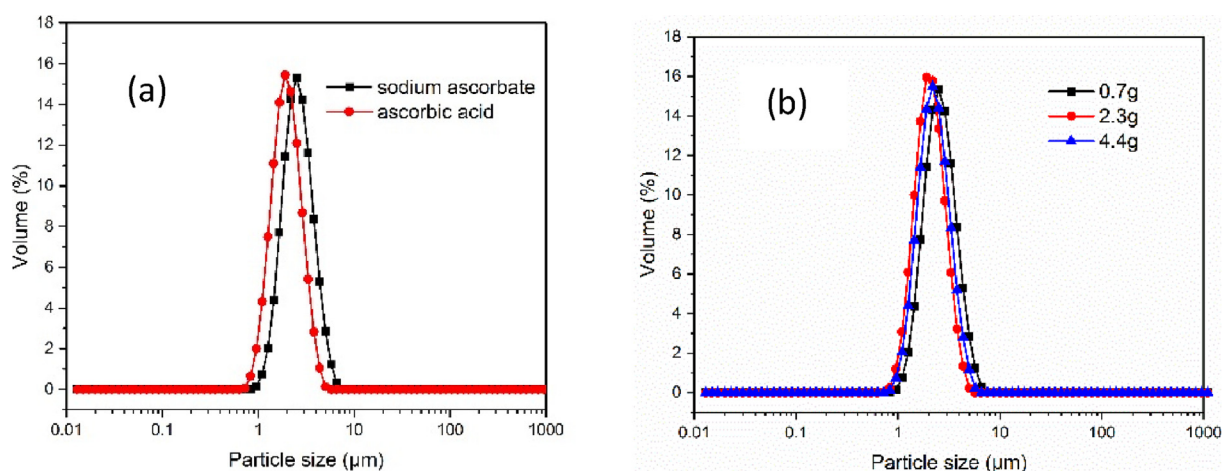 18
16
14
12
10
8
6
4
2
0
Volume (%)
(a)
sodium ascorbate
ascorbic acid
0.01 0.1 1 10 100 1000
Particle size (μm)
18
16
14
12
10
8
6
4
2
0
Volume (%)
(b)
0.7g
2.3g
4.4g
0.01 0.1 1 10 100 1000
Particle size (μm)